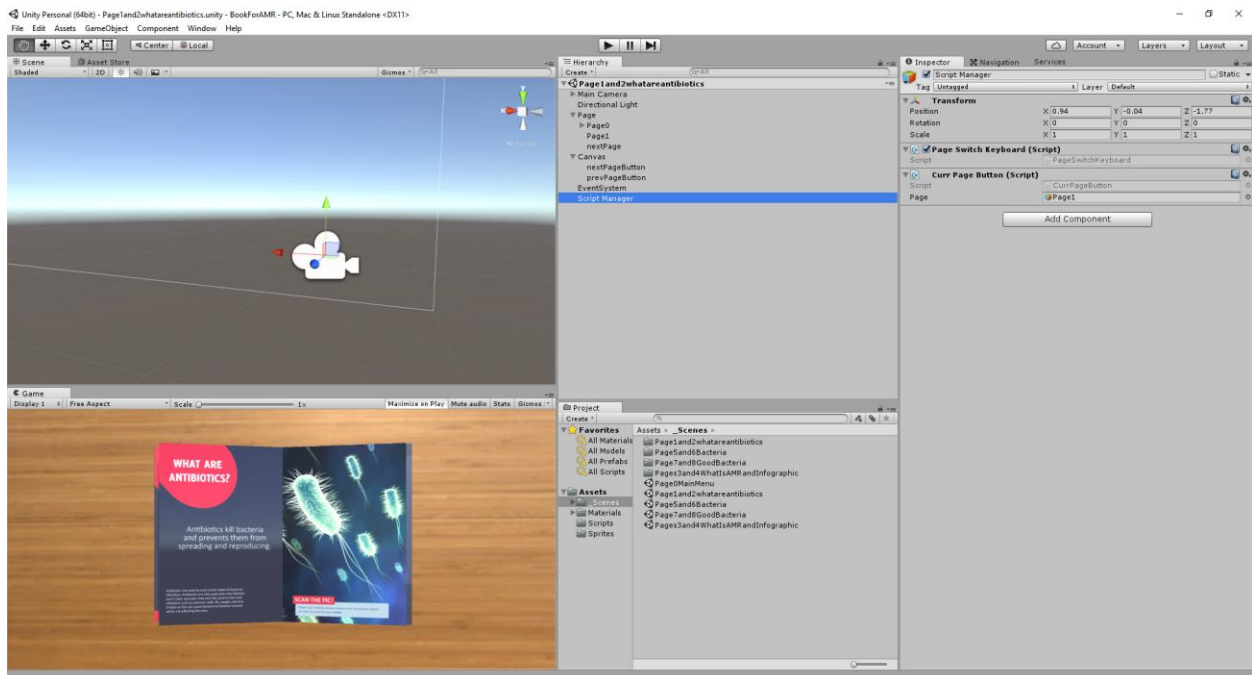 Unity Personal (64bit) - Page1and2whatareantibiotics.unity - BookForAMR - PC, Mac & Linux Standalone <DX11>
File Edit Assets GameObject Component Window Help
Center Local
Account Layers Layout
Scene Asset Store
Shaded 2D Gizmos All
Persp
Game
Display 1 Free Aspect Scale 1x Maximize on Play Mute audio Stats Gizmos
WHAT ARE
ANTIBIOTICS?
Antibiotics kill bacteria
and prevents them from
spreading and reproducing.
SCAN THE PIC!
Hierarchy
Create All
Page1and2whatareantibiotics
Main Camera
Directional Light
Page
Page0
Page1
nextPage
Canvas
nextPageButton
prevPageButton
EventSystem
Script Manager
Project
Create
Favorites
All Materials
All Models
All Prefabs
All Scripts
Assets
_Scenes
Materials
Scripts
Sprites
Assets _Scenes
Page1and2whatareantibiotics
Page5and6Bacteria
Page7and8GoodBacteria
Pages3and4WhatIsAMRandInfographic
Page0MainMenu
Page1and2whatareantibiotics
Page5and6Bacteria
Page7and8GoodBacteria
Pages3and4WhatIsAMRandInfographic
Inspector Navigation Services
Script Manager Static
Tag Untagged Layer Default
Transform
Position X 0.94 Y -0.04 Z -1.77
Rotation X 0 Y 0 Z 0
Scale X 1 Y 1 Z 1
Page Switch Keyboard (Script)
Script PageSwitchKeyboard
Curr Page Button (Script)
Script CurrPageButton
Page Page1
Add Component